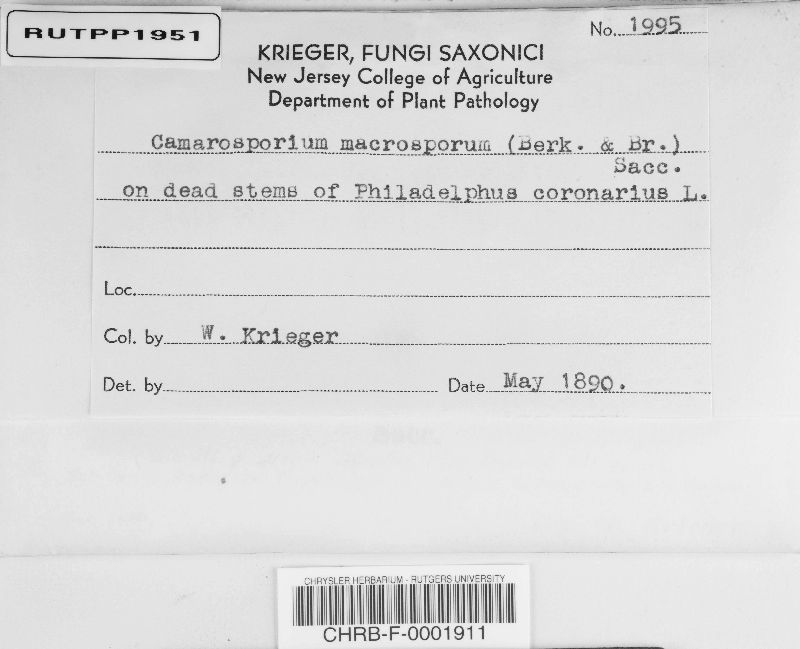 RUTPP1951
No. 1995
KRIEGER, FUNGI SAXONICI
New Jersey College of Agriculture
Department of Plant Pathology
Camarosporium macrosporum (Berk. & Br.)
Sacc.
on dead stems of Philadelphus coronarius L.
Loc.
Col. by W. Krieger
Det. by Date May 1890.
CHRYSLER HERBARIUM - RUTGERS UNIVERSITY
CHRB-F-0001911